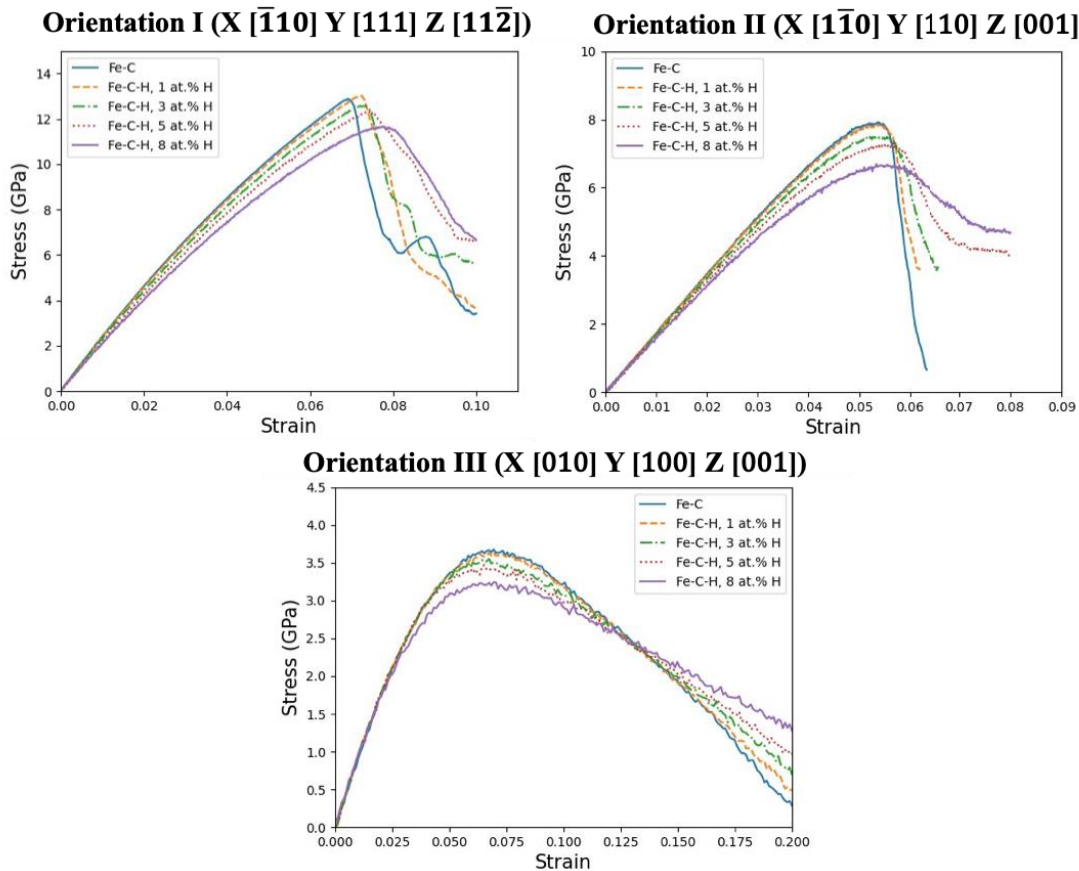 Orientation I (X [1̅10] Y [111] Z [112̅])
14
12
10
8
6
4
2
0
Stress (GPa)
Fe-C
Fe-C-H, 1 at.% H
Fe-C-H, 3 at.% H
Fe-C-H, 5 at.% H
Fe-C-H, 8 at.% H
0.00 0.02 0.04 0.06 0.08 0.10
Strain
Orientation II (X [11̅0] Y [110] Z [001]
10
8
6
4
2
0
Stress (GPa)
Fe-C
Fe-C-H, 1 at.% H
Fe-C-H, 3 at.% H
Fe-C-H, 5 at.% H
Fe-C-H, 8 at.% H
0.00 0.01 0.02 0.03 0.04 0.05 0.06 0.07 0.08 0.09
Strain
Orientation III (X [010] Y [100] Z [001])
4.5
4.0
3.5
3.0
2.5
2.0
1.5
1.0
0.5
0.0
Stress (GPa)
Fe-C
Fe-C-H, 1 at.% H
Fe-C-H, 3 at.% H
Fe-C-H, 5 at.% H
Fe-C-H, 8 at.% H
0.000 0.025 0.050 0.075 0.100 0.125 0.150 0.175 0.200
Strain